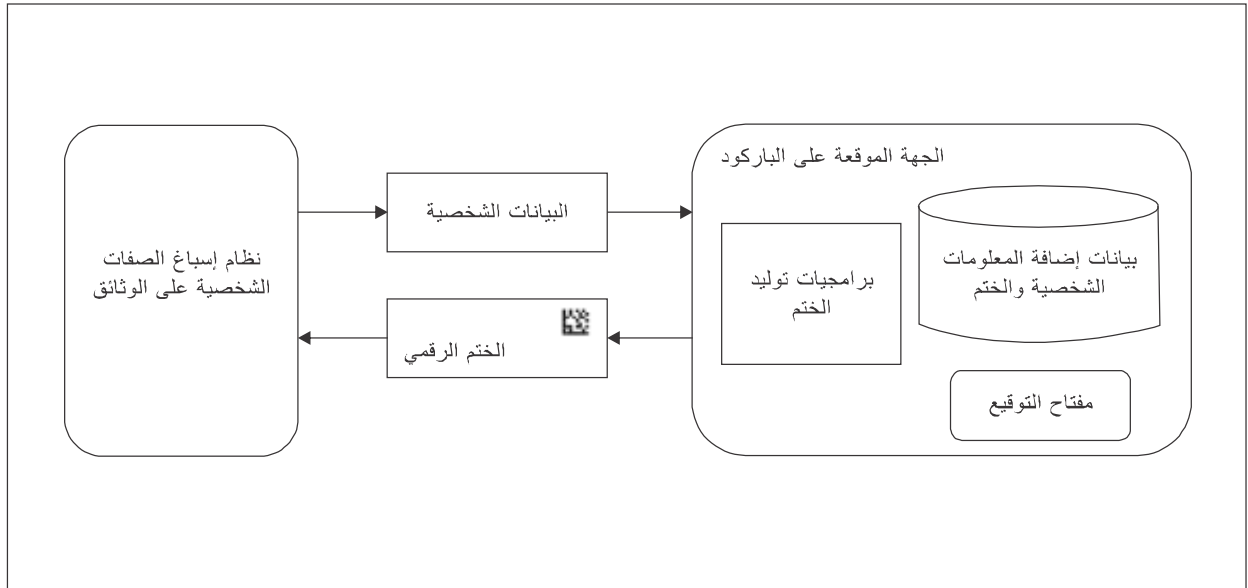 الجهة الموقعة على الباركود
نظام إسباغ الصفات
الشخصية على الوثائق
البيانات الشخصية
الختم الرقمي
برامجيات توليد
الختم
بيانات إضافة المعلومات
الشخصية والختم
مفتاح التوقيع